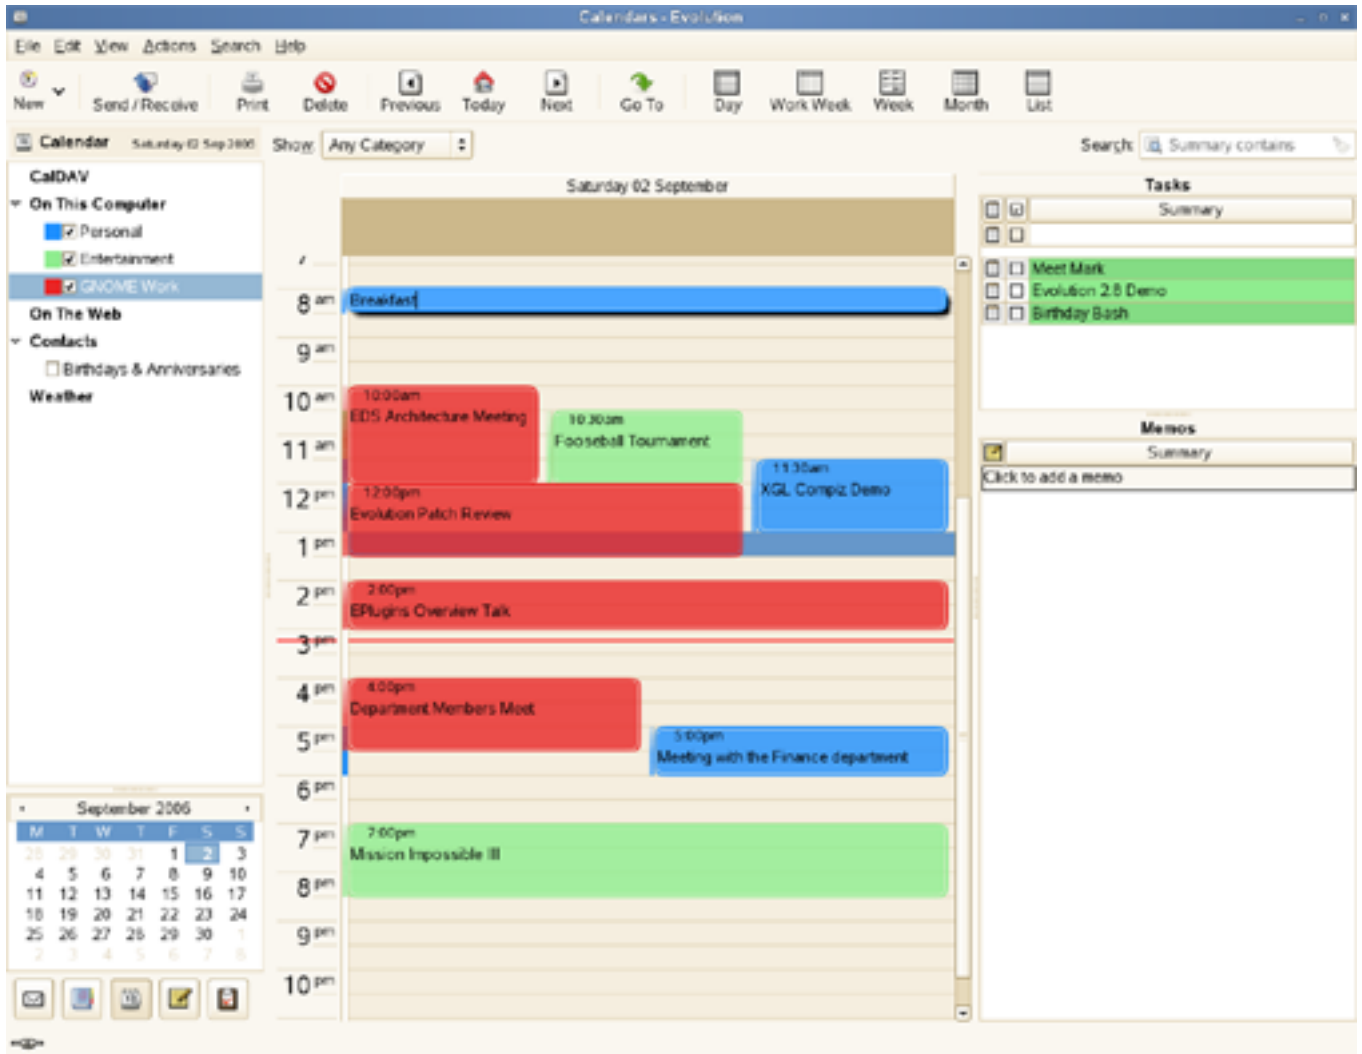 Calendars - Evolution
File Edit View Actions Search Help
New Send / Receive Print Delete Previous Today Next Go To Day Work Week Week Month List
Calendar Saturday 02 Sep 2006 Show: Any Category Search: Summary contains
CalDAV
On This Computer
Personal
Entertainment
GNOME Work
On The Web
Contacts
Birthdays & Anniversaries
Weather
September 2006
M T W T F S S
28 29 30 31 1 2 3
4 5 6 7 8 9 10
11 12 13 14 15 16 17
18 19 20 21 22 23 24
25 26 27 28 29 30 1
2 3 4 5 6 7 8
Saturday 02 September
7
8 am Breakfast
9 am
10 am 10:00am
EDS Architecture Meeting
10:30am
Fooseball Tournament
11 am
11:30am
XGL Compiz Demo
12 pm 12:00pm
Evolution Patch Review
1 pm
2 pm 2:00pm
EPlugins Overview Talk
3 pm
4 pm 4:00pm
Department Members Meet
5 pm 5:00pm
Meeting with the Finance department
6 pm
7 pm 7:00pm
Mission Impossible III
8 pm
9 pm
10 pm
Tasks
Summary
Meet Mark
Evolution 2.8 Demo
Birthday Bash
Memos
Summary
Click to add a memo